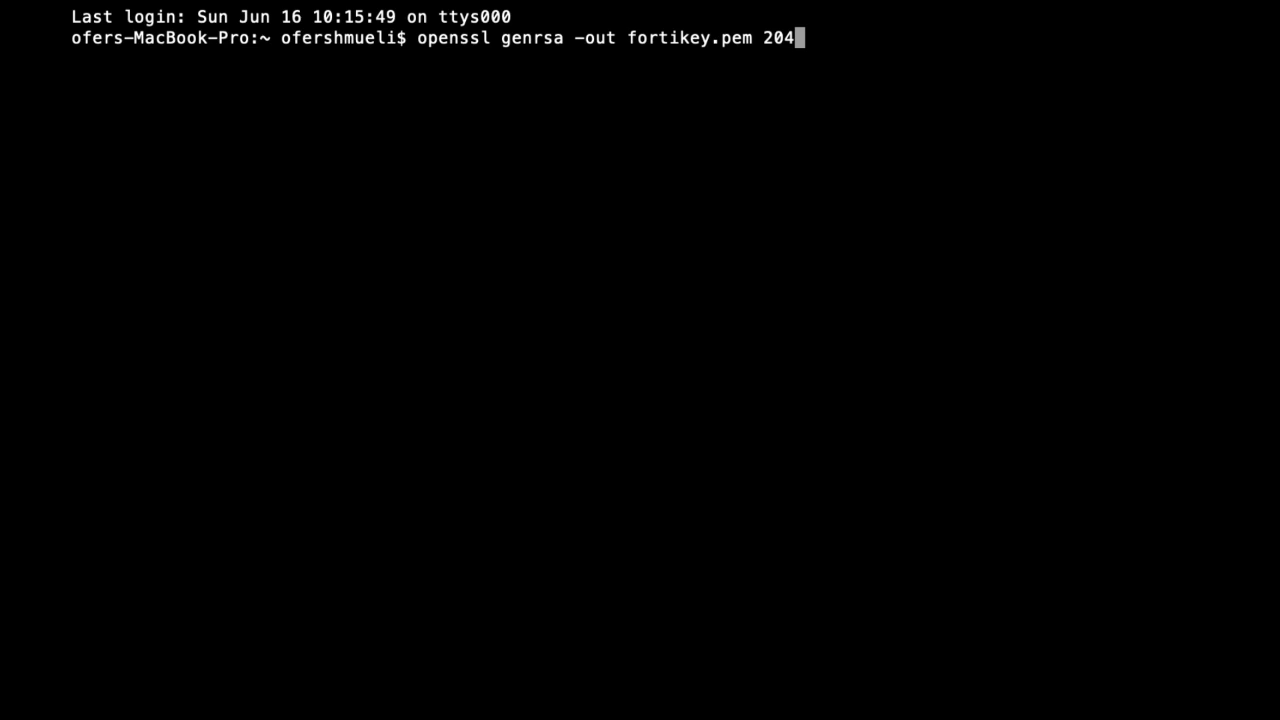 Last login: Sun Jun 16 10:15:49 on ttys000
ofers-MacBook-Pro:~ ofershmueli$ openssl genrsa -out fortikey.pem 204